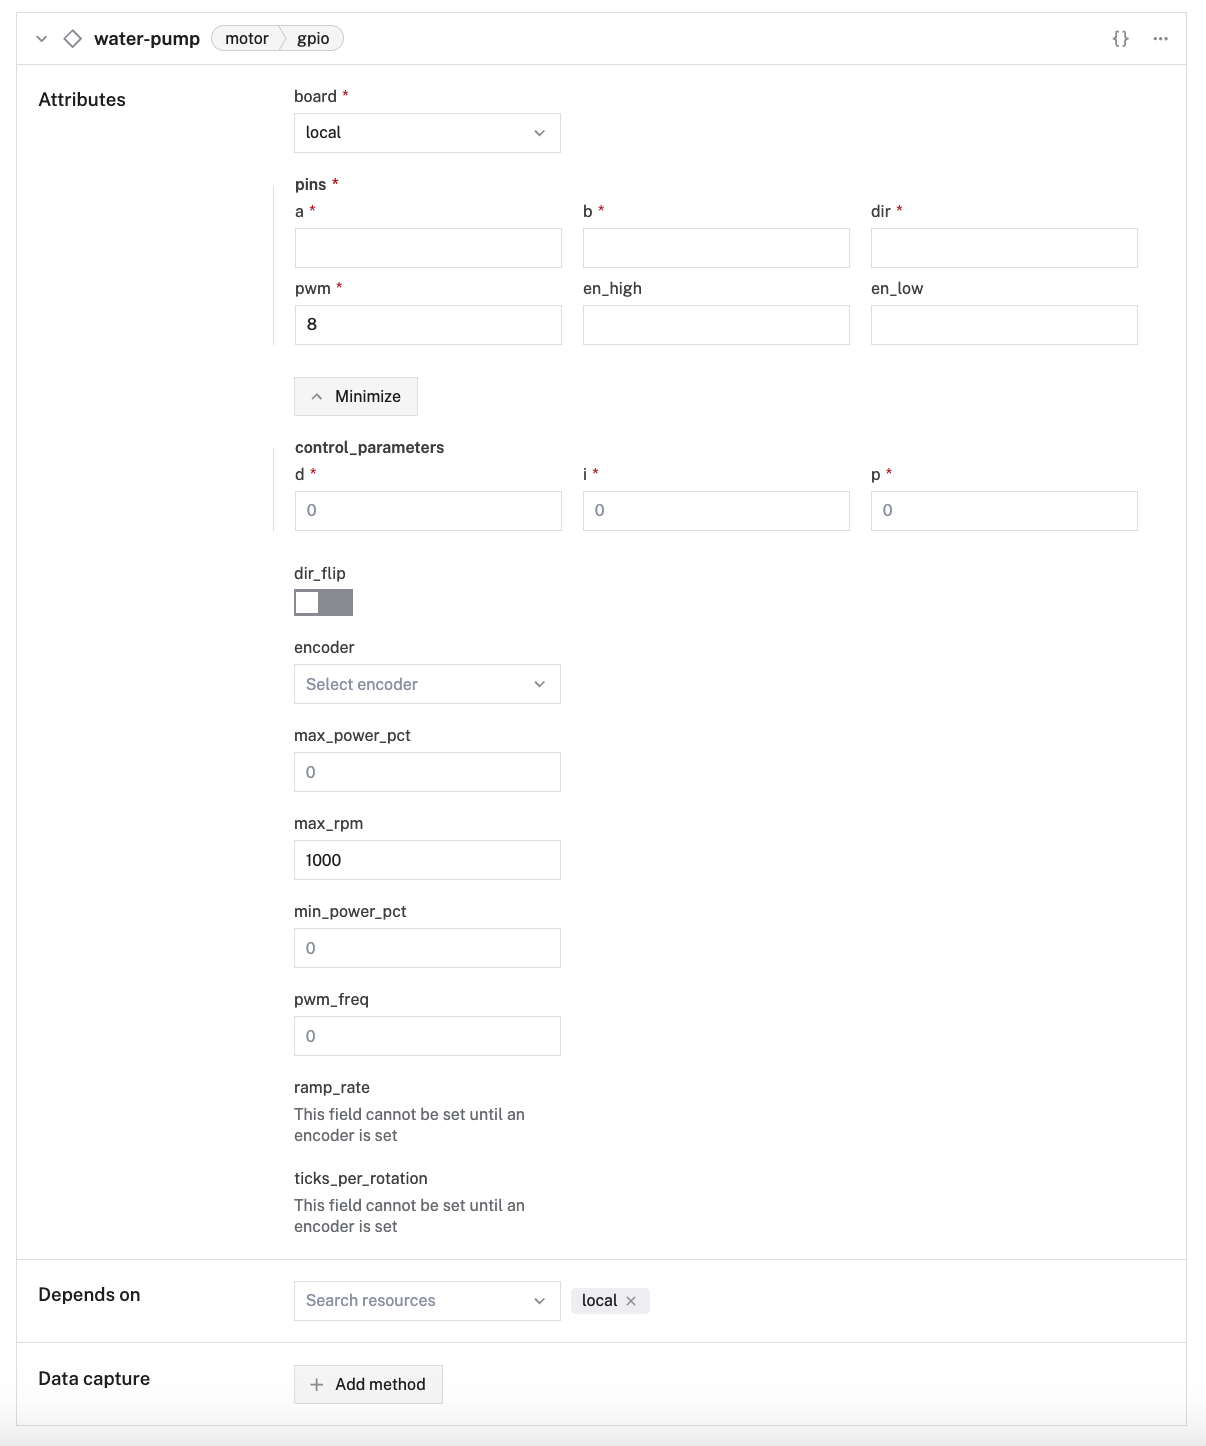 water-pump motor gpio {} ...
Attributes
board *
local
pins *
a * b * dir *
pwm * en_high en_low
8
Minimize
control_parameters
d * i * p *
0 0 0
dir_flip
encoder
Select encoder
max_power_pct
0
max_rpm
1000
min_power_pct
0
pwm_freq
0
ramp_rate
This field cannot be set until an
encoder is set
ticks_per_rotation
This field cannot be set until an
encoder is set
Depends on
Search resources local ×
Data capture
+ Add method